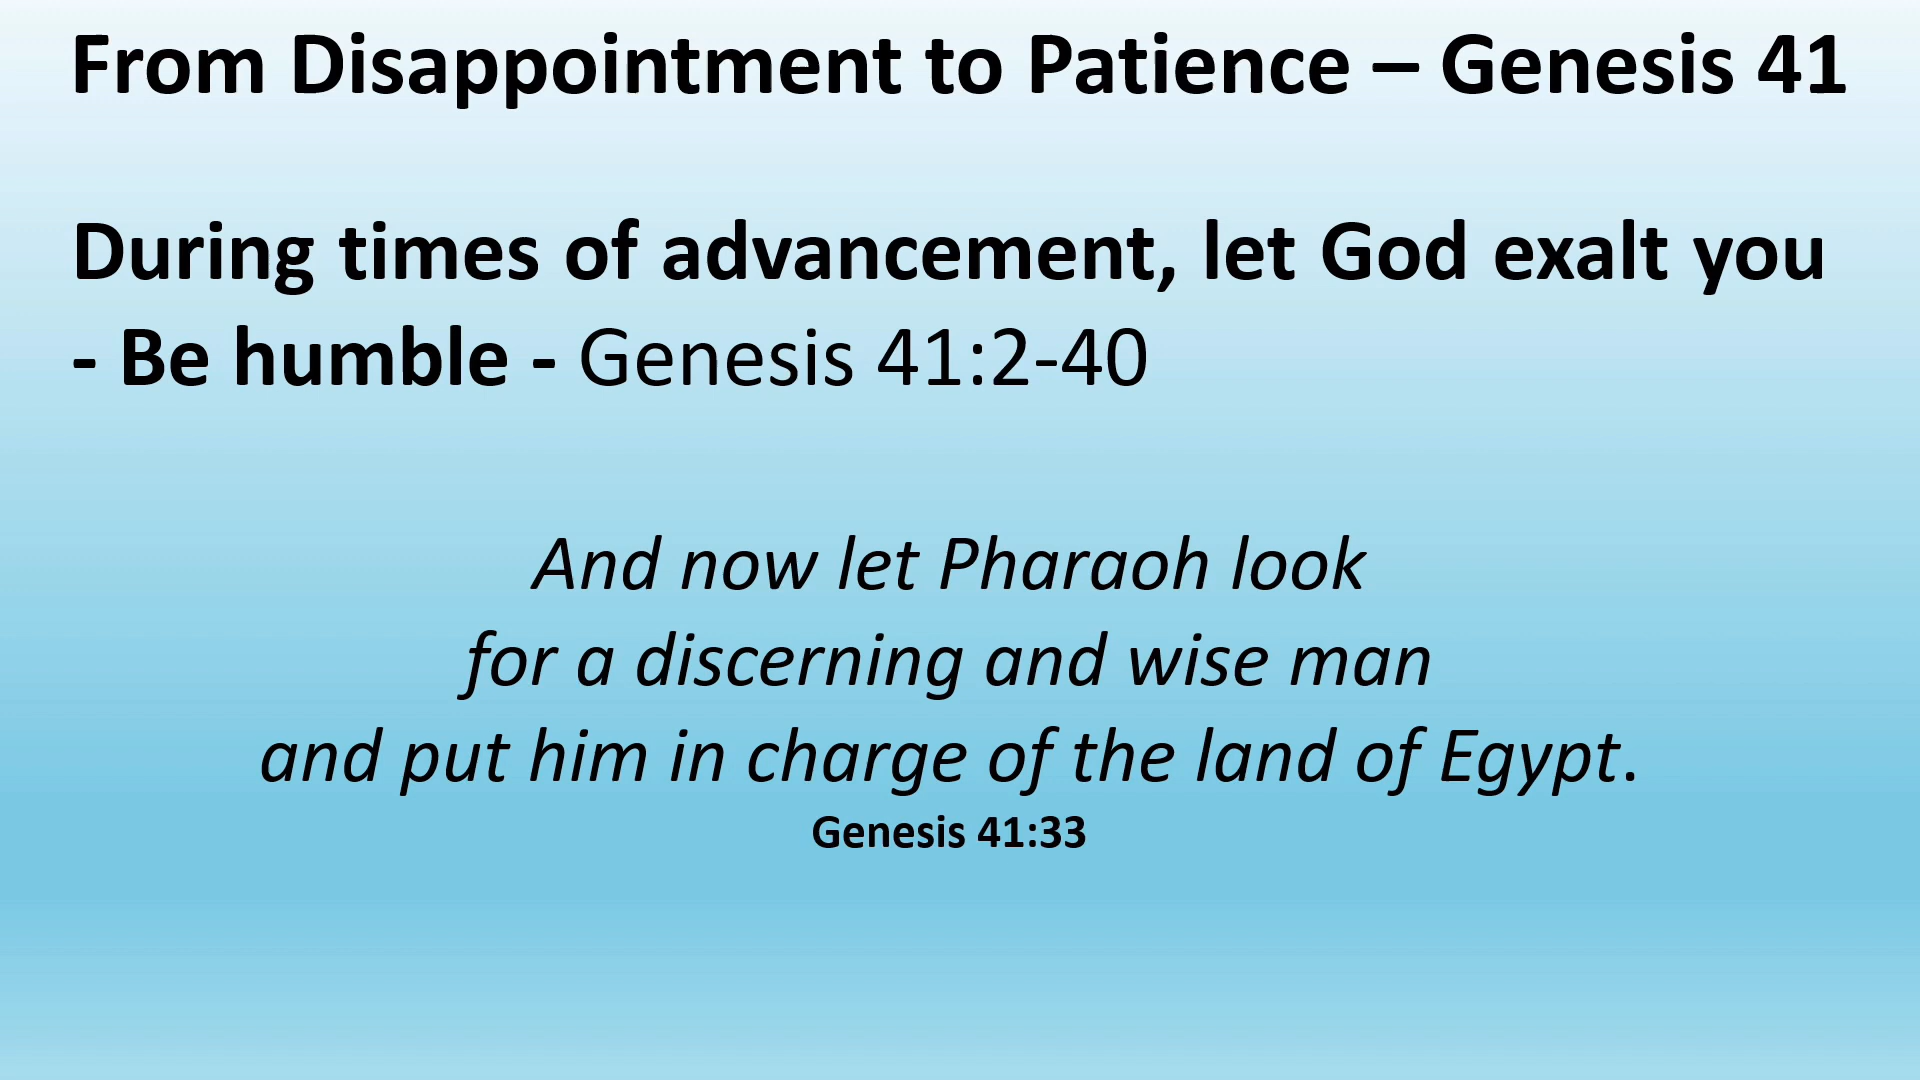 From Disappointment to Patience – Genesis 41
During times of advancement, let God exalt you
- Be humble - Genesis 41:2-40
And now let Pharaoh look
for a discerning and wise man
and put him in charge of the land of Egypt.
Genesis 41:33